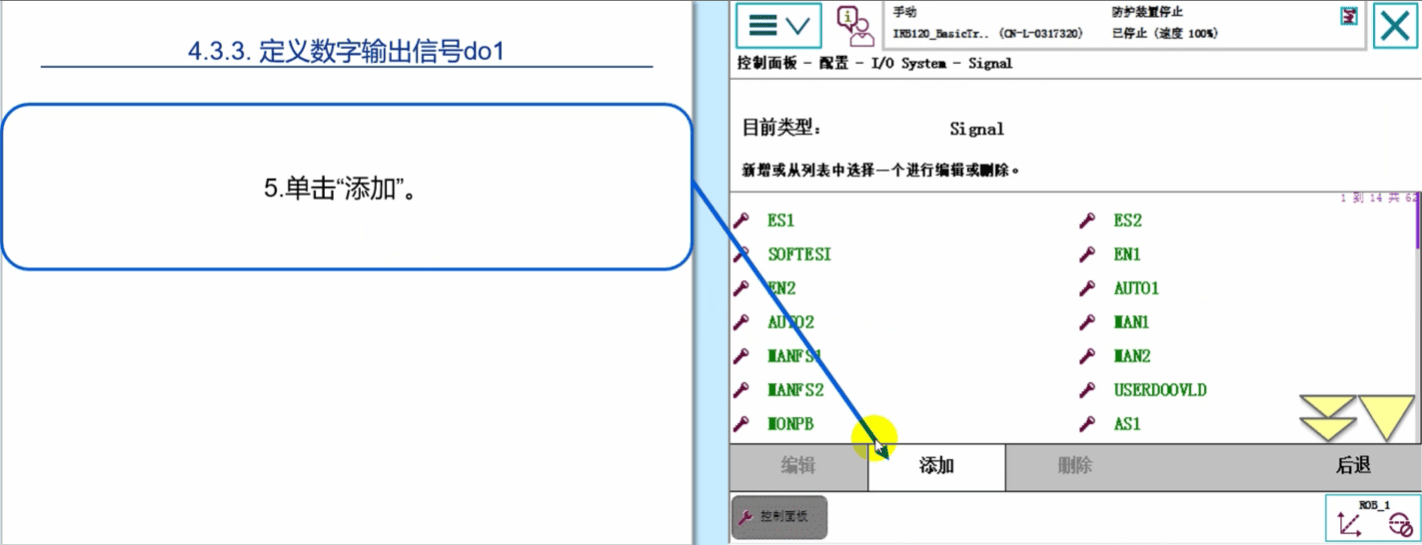 4.3.3. 定义数字输出信号do1
5.单击“添加”。
手动
防护装置停止
IRB120_BasicTr.. (CN-L-0317320)
已停止 (速度 100%)
控制面板 - 配置 - I/O System - Signal
目前类型:
Signal
新增或从列表中选择一个进行编辑或删除。
1 到 14 共 62
ES1
ES2
SOFTESI
EN1
EN2
AUTO1
AUTO2
MAN1
MANFS1
MAN2
MANFS2
USERDOOVLD
MONPB
AS1
编辑
添加
删除
后退
控制面板
ROB_1